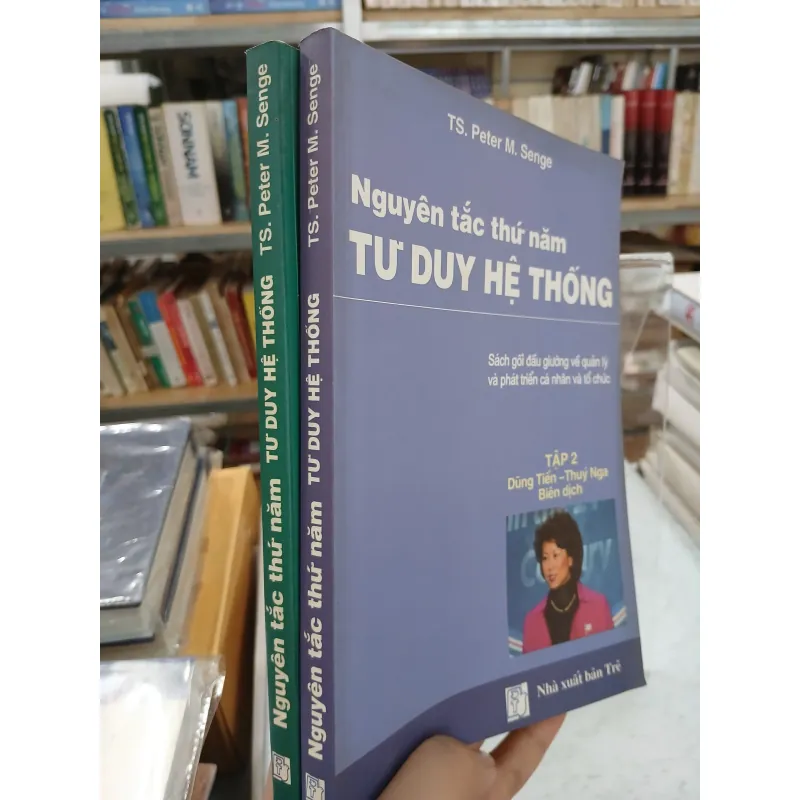 TS. Peter M. Senge
Nguyên tắc thứ năm
TƯ DUY HỆ THỐNG
Sách gối đầu giường về quản lý
và phát triển cá nhân và tổ chức
TẬP 2
Dũng Tiến -Thuý Nga
Biên dịch
Nhà xuất bản Trẻ
Nguyên tắc thứ năm TƯ DUY HỆ THỐNG TS. Peter M. Senge
Nguyên tắc thứ năm TƯ DUY HỆ THỐNG TS. Peter M. Senge